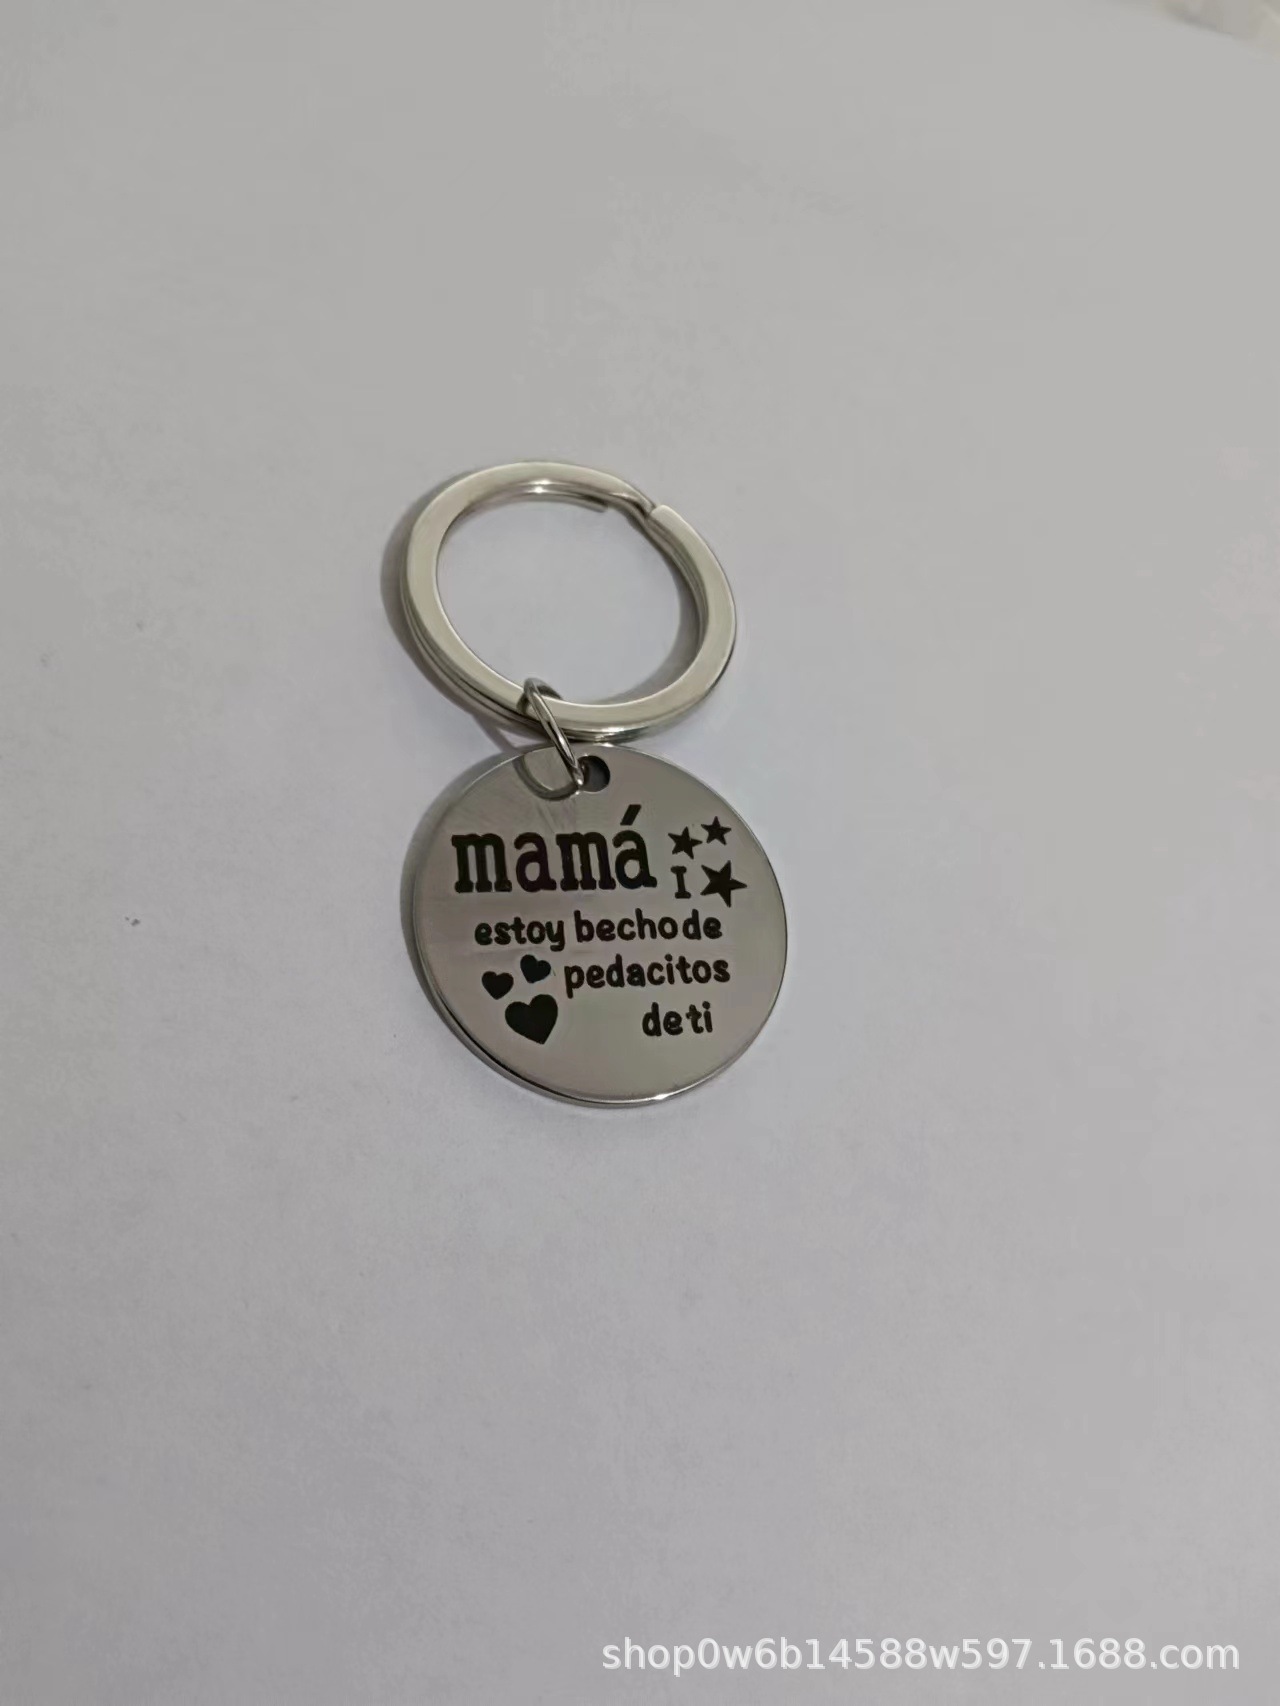 mamá
I
estoy becho de
pedacitos
de ti
shop0w6b14588w597.1688.com